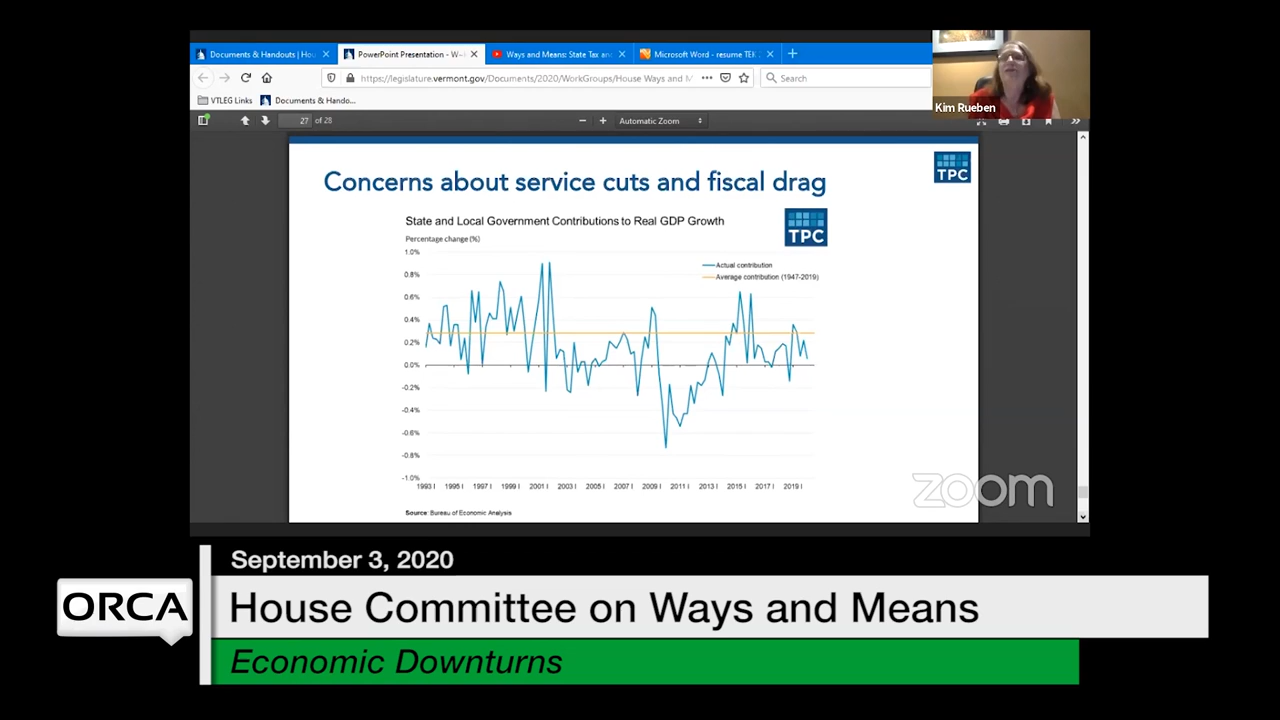 Documents & Handouts | Hou
PowerPoint Presentation - W-
Ways and Means: State Tax an
Microsoft Word - resume TEK
https://legislature.vermont.gov/Documents/2020/WorkGroups/House Ways and M
Search
VTLEG Links
Documents & Hando...
Kim Rueben
27 of 28
Automatic Zoom
Concerns about service cuts and fiscal drag
TPC
State and Local Government Contributions to Real GDP Growth
TPC
Percentage change (%)
Actual contribution
Average contribution (1947-2019)
1.0%
0.8%
0.6%
0.4%
0.2%
0.0%
-0.2%
-0.4%
-0.6%
-0.8%
-1.0%
1993 I 1995 I 1997 I 1999 I 2001 I 2003 I 2005 I 2007 I 2009 I 2011 I 2013 I 2015 I 2017 I 2019 I
Source: Bureau of Economic Analysis
zoom
September 3, 2020
ORCA
House Committee on Ways and Means
Economic Downturns